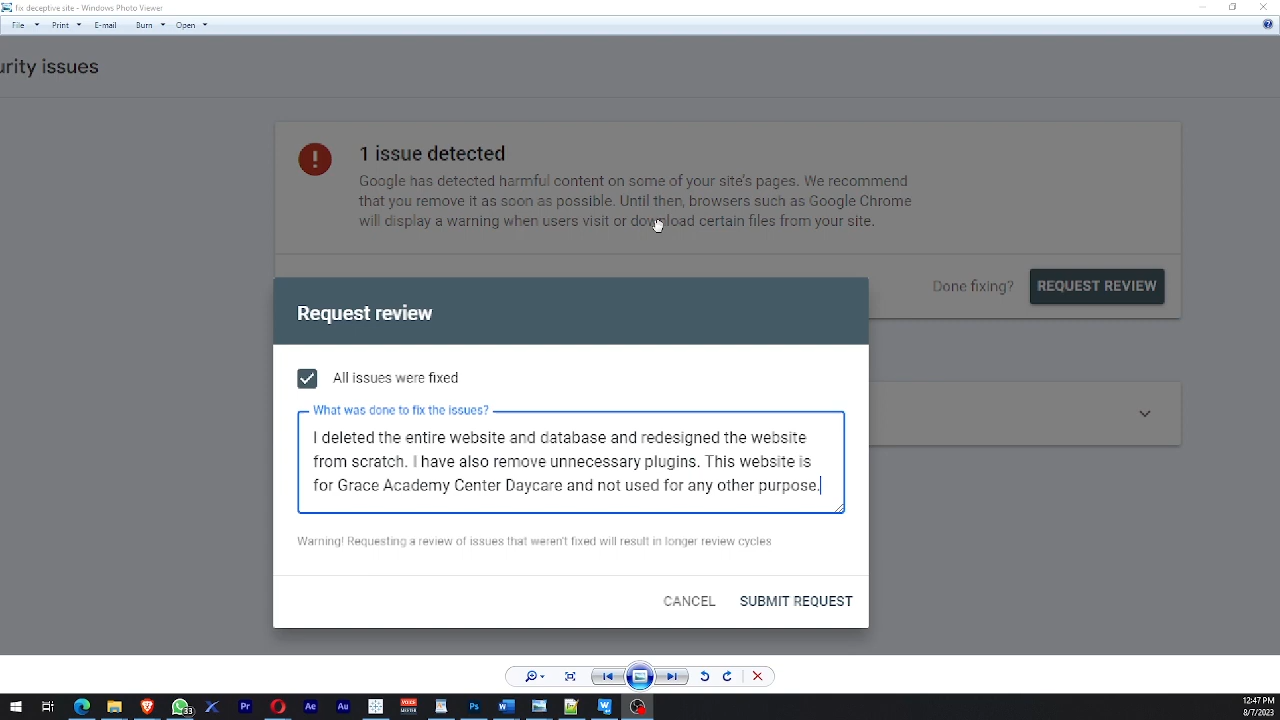 fix deceptive site - Windows Photo Viewer
File Print E-mail Burn Open
urity issues
1 issue detected
Google has detected harmful content on some of your site's pages. We recommend
that you remove it as soon as possible. Until then, browsers such as Google Chrome
will display a warning when users visit or download certain files from your site.
Done fixing? REQUEST REVIEW
Request review
All issues were fixed
What was done to fix the issues?
I deleted the entire website and database and redesigned the website
from scratch. I have also remove unnecessary plugins. This website is
for Grace Academy Center Daycare and not used for any other purpose.
Warning! Requesting a review of issues that weren't fixed will result in longer review cycles
CANCEL SUBMIT REQUEST
Pr Ae Au VOICE MEETER Ps W W
12:47 PM
8/7/2023